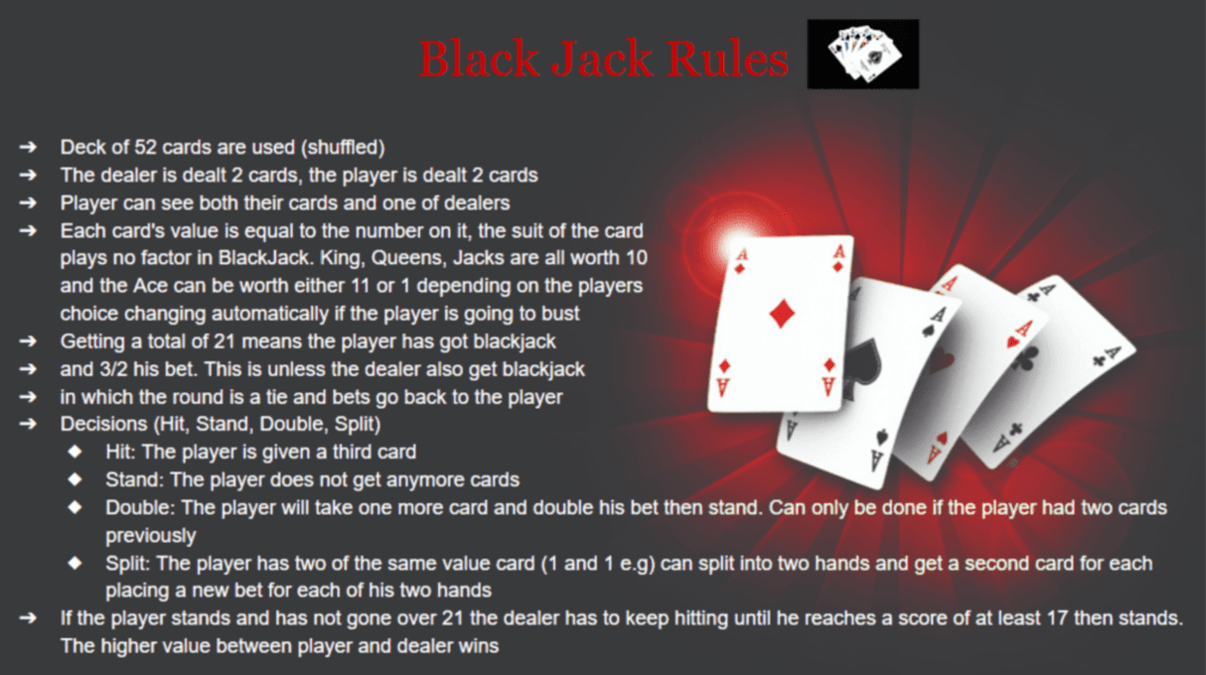 Black Jack Rules
➔ Deck of 52 cards are used (shuffled)
➔ The dealer is dealt 2 cards, the player is dealt 2 cards
➔ Player can see both their cards and one of dealers
➔ Each card's value is equal to the number on it, the suit of the card
plays no factor in BlackJack. King, Queens, Jacks are all worth 10
and the Ace can be worth either 11 or 1 depending on the players
choice changing automatically if the player is going to bust
➔ Getting a total of 21 means the player has got blackjack
➔ and 3/2 his bet. This is unless the dealer also get blackjack
➔ in which the round is a tie and bets go back to the player
➔ Decisions (Hit, Stand, Double, Split)
◆ Hit: The player is given a third card
◆ Stand: The player does not get anymore cards
◆ Double: The player will take one more card and double his bet then stand. Can only be done if the player had two cards
previously
◆ Split: The player has two of the same value card (1 and 1 e.g) can split into two hands and get a second card for each
placing a new bet for each of his two hands
➔ If the player stands and has not gone over 21 the dealer has to keep hitting until he reaches a score of at least 17 then stands.
The higher value between player and dealer wins
A A
A A
A A
A
A A
A
A A
A